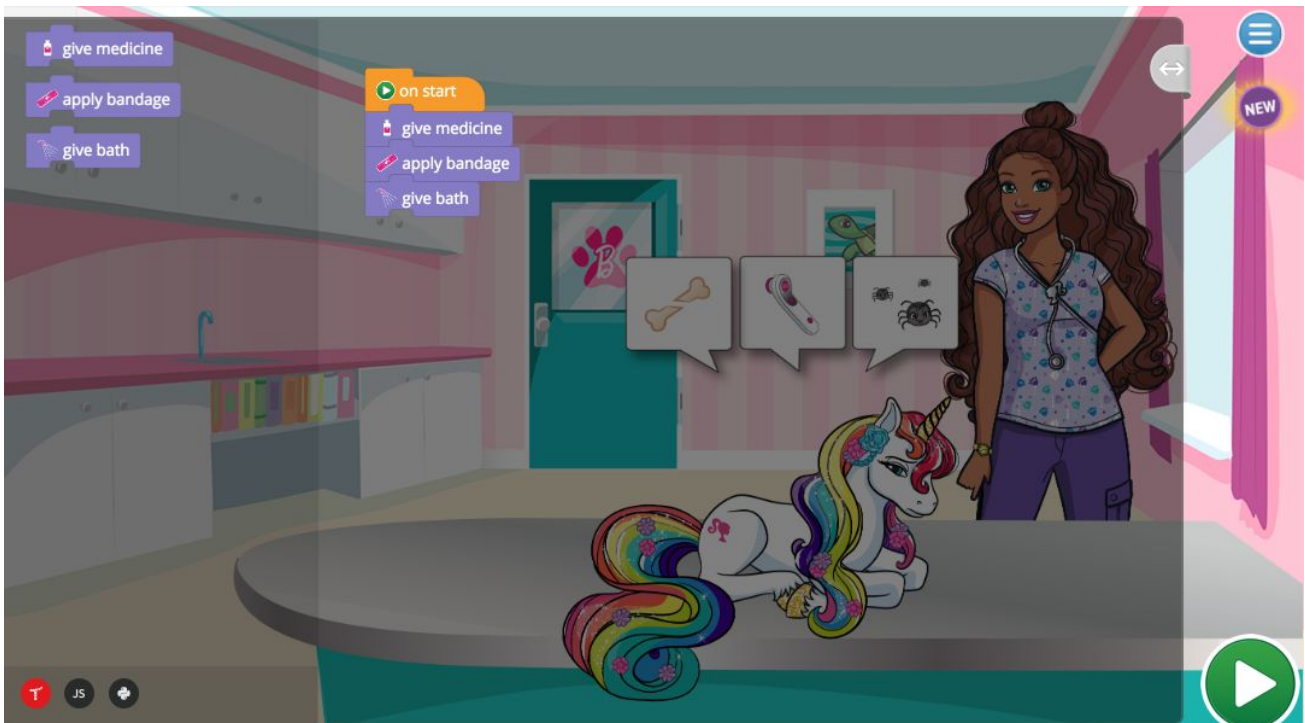 give medicine
apply bandage
give bath
on start
give medicine
apply bandage
give bath
B
NEW
T
JS